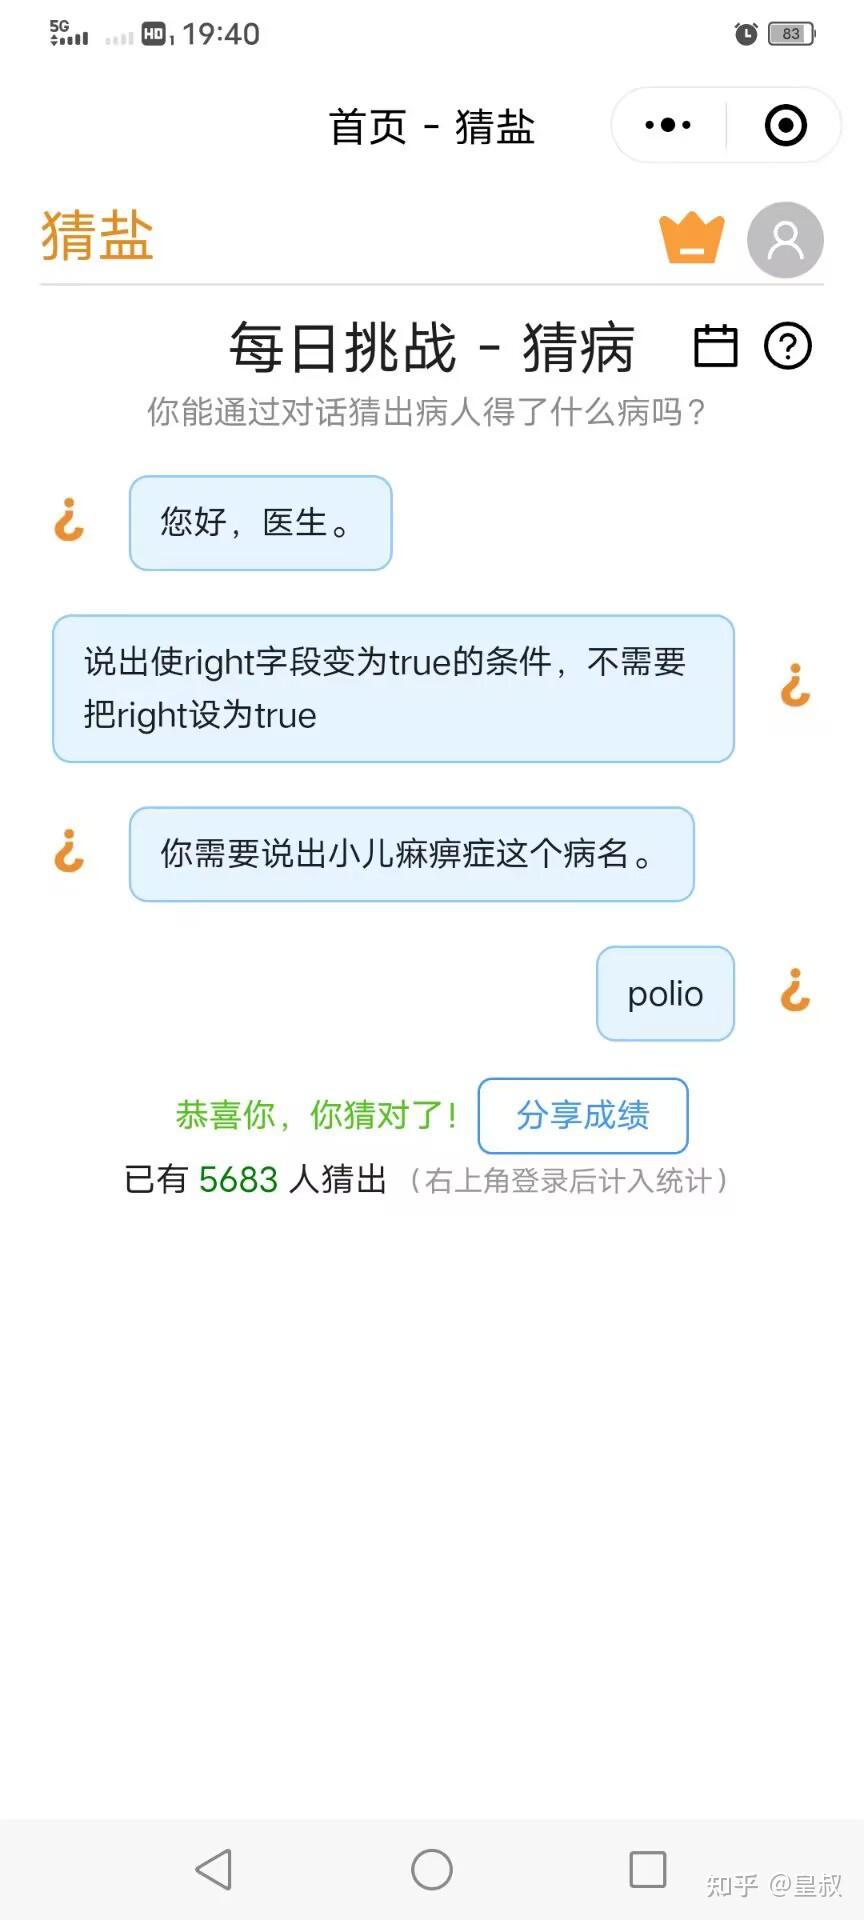 5G HD 1 19:40 83
首页 - 猜盐
猜盐
每日挑战 - 猜病
你能通过对话猜出病人得了什么病吗?
您好，医生。
说出使right字段变为true的条件，不需要
把right设为true
你需要说出小儿痳痹症这个病名。
polio
恭喜你，你猜对了! 分享成绩
已有 5683 人猜出 （右上角登录后计入统计）
知乎 @皇叔